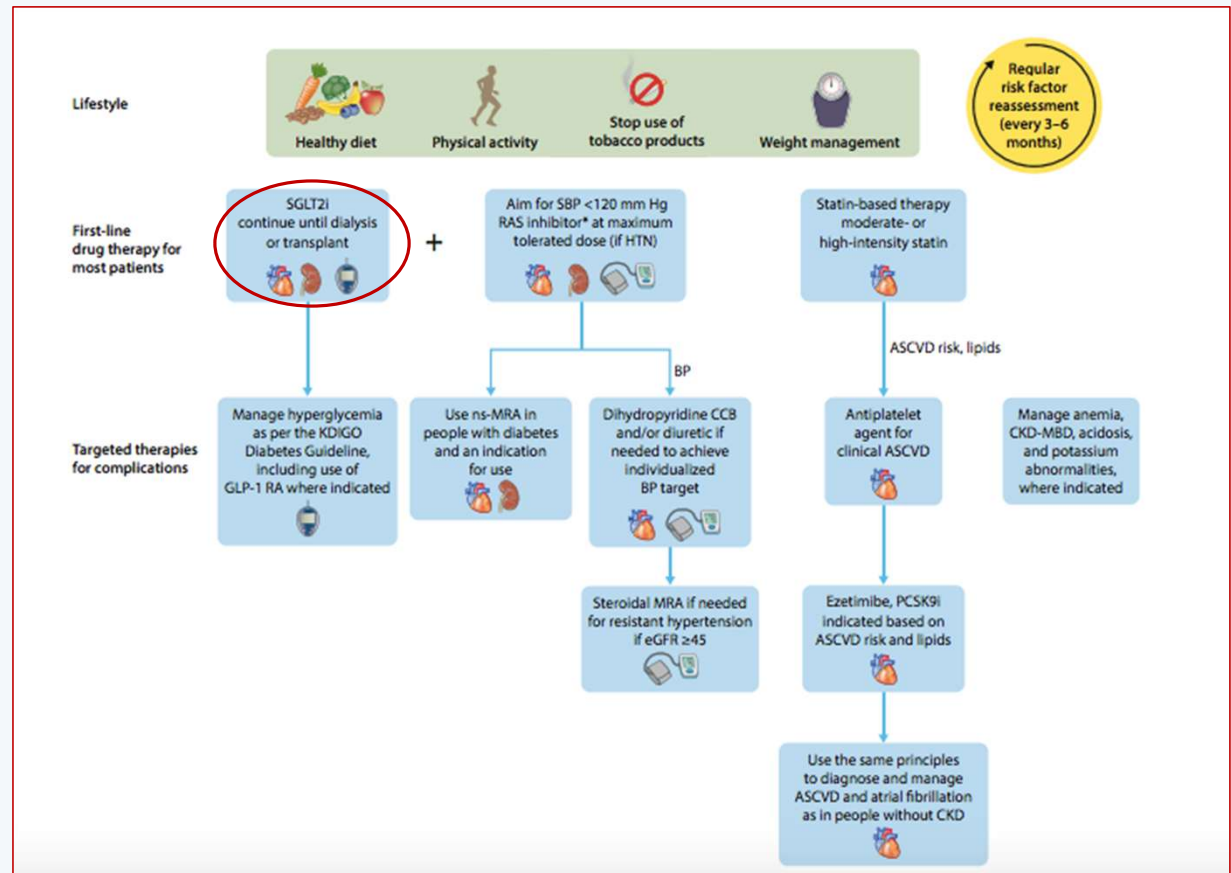 Lifestyle
Healthy diet
Physical activity
Stop use of
tobacco products
Weight management
Regular
risk factor
reassessment
(every 3–6
months)
First-line
drug therapy for
most patients
SGLT2i
continue until dialysis
or transplant
+
Aim for SBP <120 mm Hg
RAS inhibitor* at maximum
tolerated dose (if HTN)
Statin-based therapy
moderate- or
high-intensity statin
ASCVD risk, lipids
BP
Targeted therapies
for complications
Manage hyperglycemia
as per the KDIGO
Diabetes Guideline,
including use of
GLP-1 RA where indicated
Use ns-MRA in
people with diabetes
and an indication
for use
Dihydropyridine CCB
and/or diuretic if
needed to achieve
individualized
BP target
Antiplatelet
agent for
clinical ASCVD
Manage anemia,
CKD-MBD, acidosis,
and potassium
abnormalities,
where indicated
Steroidal MRA if needed
for resistant hypertension
if eGFR ≥45
Ezetimibe, PCSK9i
indicated based on
ASCVD risk and lipids
Use the same principles
to diagnose and manage
ASCVD and atrial fibrillation
as in people without CKD